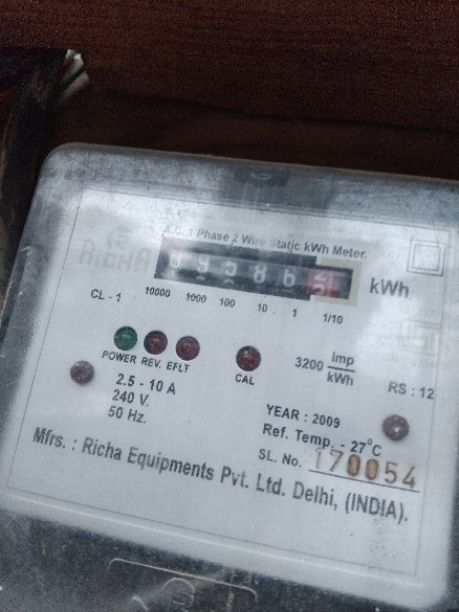 A.C. 1 Phase 2 Wire Static kWh Meter.
RICHA
kWh
CL - 1 10000 1000 100 10 1 1/10
POWER REV. EFLT
CAL
3200 Imp/kWh
RS : 12
2.5 - 10 A
240 V.
50 Hz.
YEAR : 2009
Ref. Temp. - 27°C
SL. No. 170054
Mfrs. : Richa Equipments Pvt. Ltd. Delhi, (INDIA).